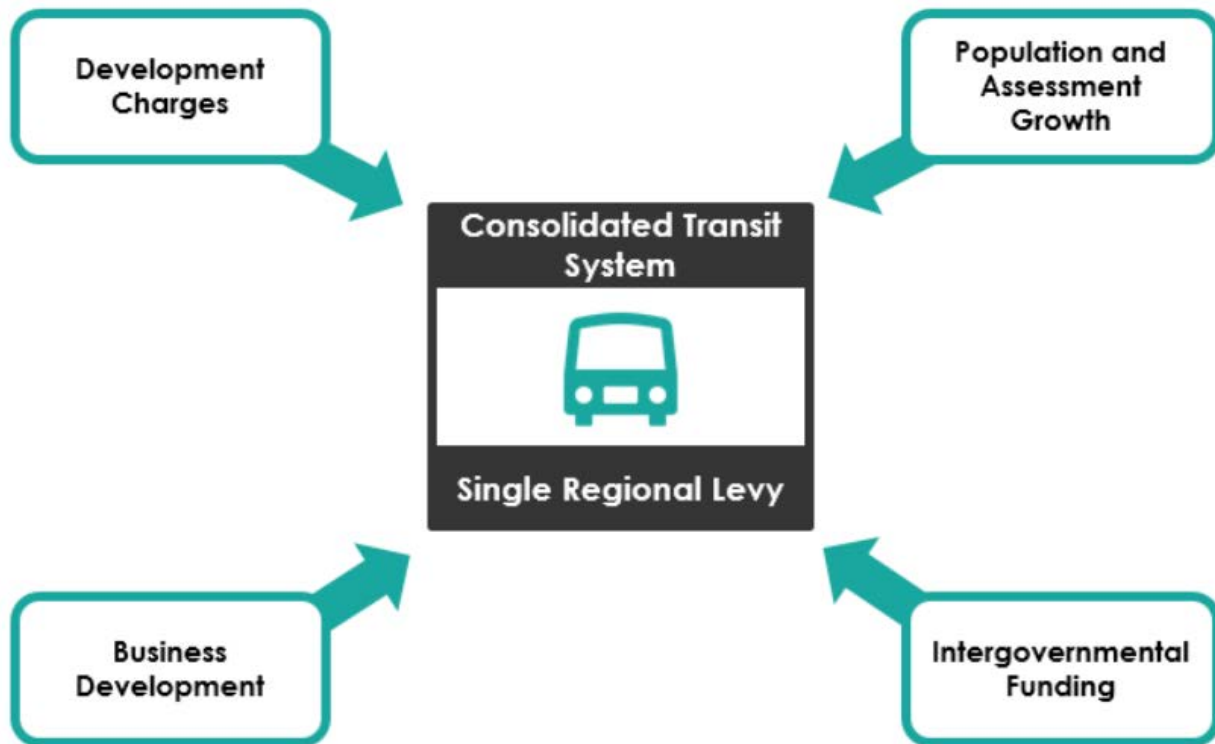 Development
Charges
Population and
Assessment
Growth
Consolidated Transit
System
Single Regional Levy
Business
Development
Intergovernmental
Funding